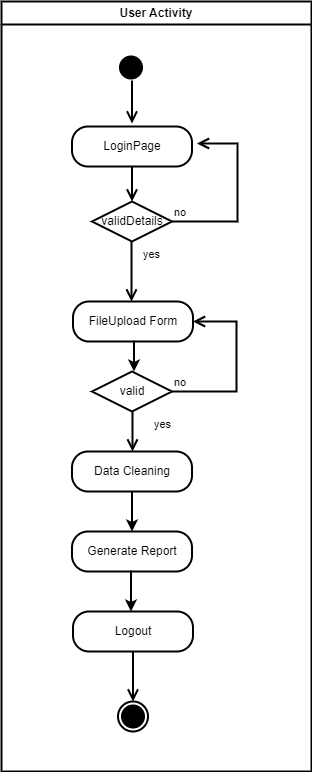 User Activity
LoginPage
no
validDetails
yes
FileUpload Form
no
valid
yes
Data Cleaning
Generate Report
Logout